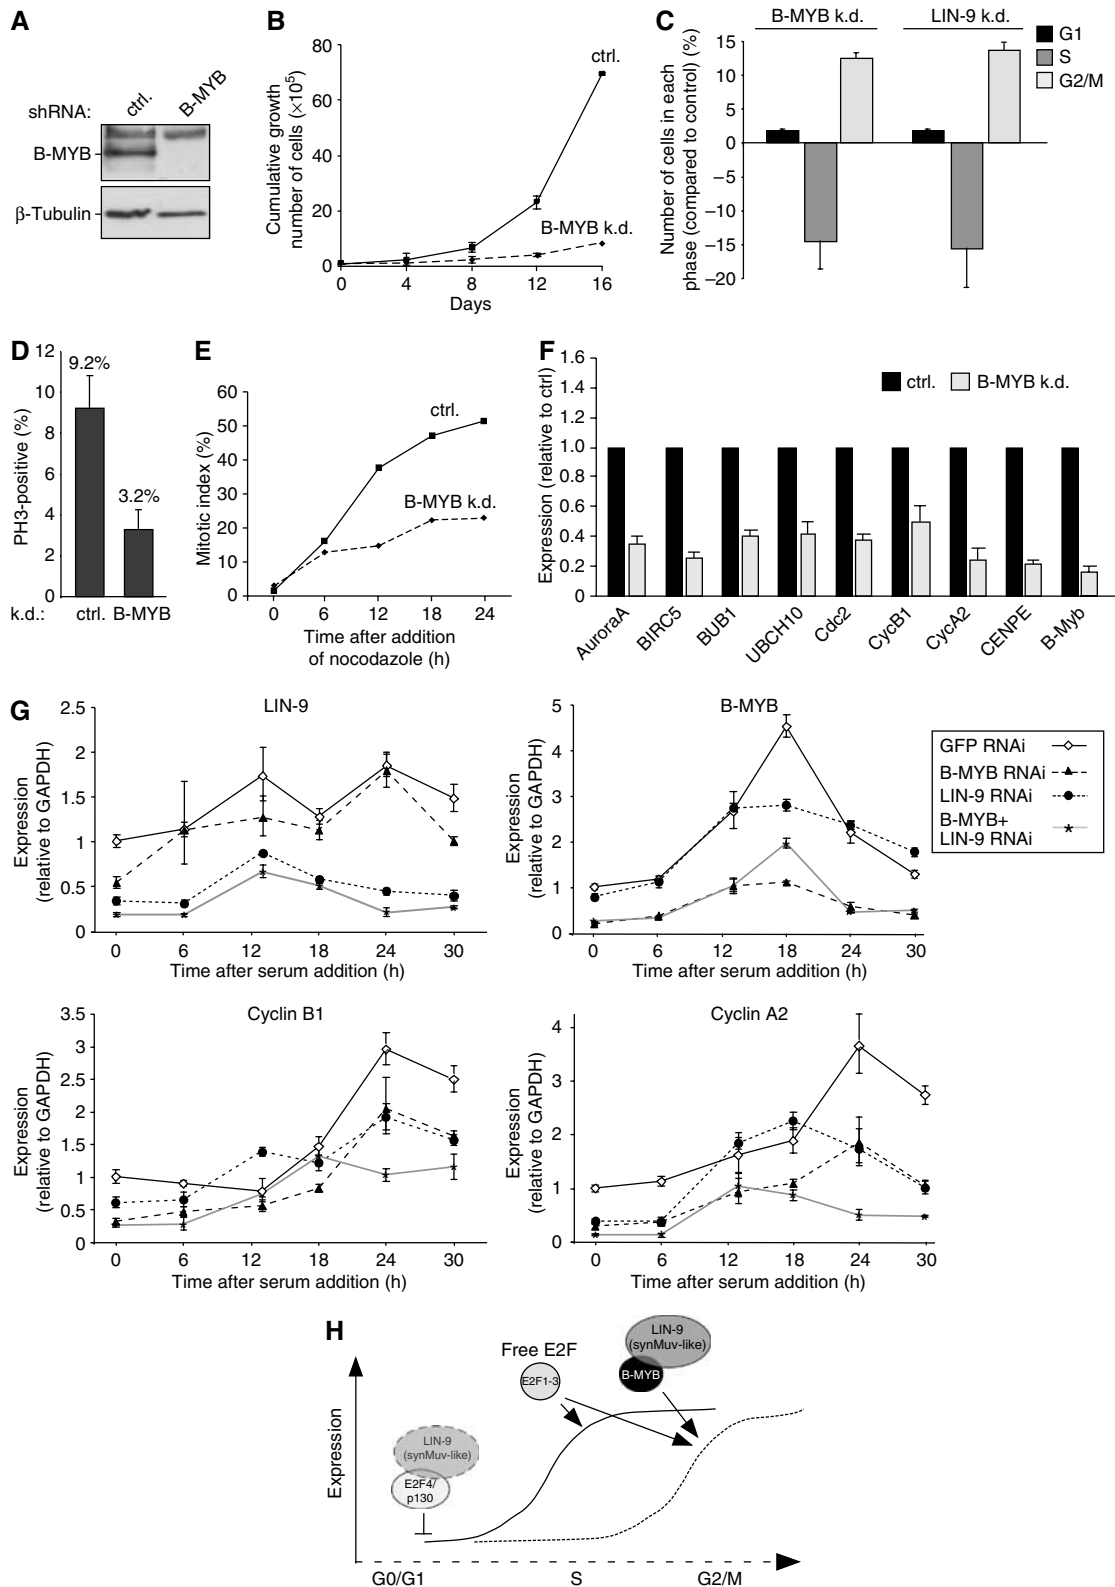 A
shRNA:
ctrl.
B-MYB
B-MYB
β-Tubulin
B
Cumulative growth
number of cells (×10⁵)
80
60
40
20
0
ctrl.
B-MYB k.d.
0 4 8 12 16
Days
C
B-MYB k.d. LIN-9 k.d.
G1
S
G2/M
Number of cells in each
phase (compared to control) (%)
15
10
5
0
−5
−10
−15
−20
D
PH3-positive (%)
12
10
8
6
4
2
0
9.2%
3.2%
k.d.: ctrl. B-MYB
E
Mitotic index (%)
60
50
40
30
20
10
0
ctrl.
B-MYB k.d.
0 6 12 18 24
Time after addition
of nocodazole (h)
F
Expression (relative to ctrl)
1.6
1.4
1.2
1.0
0.6
0.4
0.2
0
ctrl. B-MYB k.d.
AuroraA
BIRC5
BUB1
UBCH10
Cdc2
CycB1
CycA2
CENPE
B-Myb
G
LIN-9
Expression
(relative to GAPDH)
2.5
2
1.5
1
0.5
0
0 6 12 18 24 30
Time after serum addition (h)
B-MYB
Expression
(relative to GAPDH)
5
4
3
2
1
0
0 6 12 18 24 30
Time after serum addition (h)
GFP RNAi
B-MYB RNAi
LIN-9 RNAi
B-MYB+
LIN-9 RNAi
Cyclin B1
Expression
(relative to GAPDH)
3.5
3
2.5
2
1.5
1
0.5
0
0 6 12 18 24 30
Time after serum addition (h)
Cyclin A2
Expression
(relative to GAPDH)
4
3
2
1
0
0 6 12 18 24 30
Time after serum addition (h)
H
Expression
LIN-9
(synMuv-like)
E2F4/
p130
Free E2F
E2F1-3
LIN-9
(synMuv-like)
B-MYB
G0/G1 S G2/M